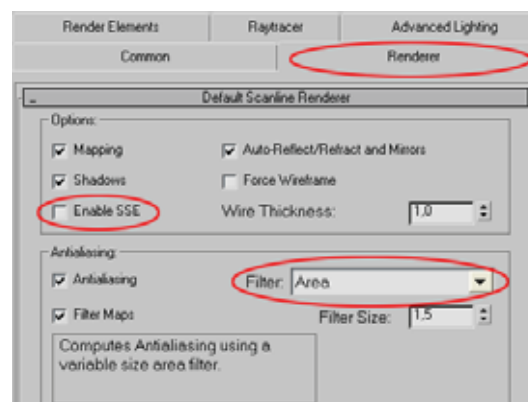 Render Elements Raytracer Advanced Lighting
Common Renderer
- Default Scanline Renderer
Options:
Mapping Auto-Reflect/Refract and Mirrors
Shadows Force Wireframe
Enable SSE Wire Thickness: 1,0
Antialiasing:
Antialiasing Filter: Area
Filter Maps Filter Size: 1,5
Computes Antialiasing using a
variable size area filter.